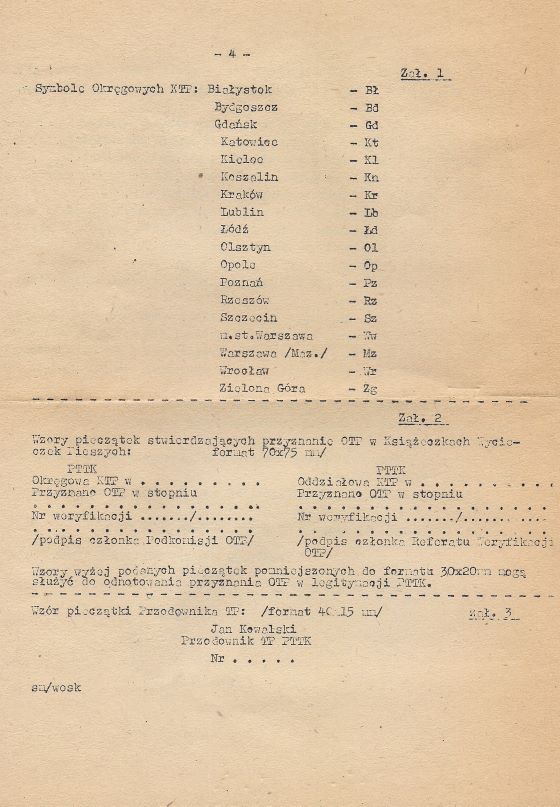 - 4 -
Zał. 1
Symbole Okręgowych KTP: Białystok - Bł
Bydgoszcz - Bd
Gdańsk - Gd
Katowice - Kt
Kielce - Kl
Koszalin - Kn
Kraków - Kr
Lublin - Lb
Łódź - Łd
Olsztyn - Ol
Opole - Op
Poznań - Pz
Rzeszów - Rz
Szczecin - Sz
m.st.Warszawa - Ww
Warszawa /Maz./ - Mz
Wrocław - Wr
Zielona Góra - Zg
Zał. 2
Wzory pieczątek stwierdzających przyznanie OTP w Książeczkach Wycie-
czek Pieszych: format 70x75 mm/
PTTK PTTK
Okręgowa KTP w . . . . . . . . . . Oddziałowa KTP w . . . . . . . . .
Przyznano OTP w stopniu Przyznano OTP w stopniu
. . . . . . . . . . . . . . . . . . . . . . . . . . . . . . . . . .
Nr weryfikacji ......./........ Nr weryfikacji ......./........
. . . . . . . . . . . . . . . . . . . . . . . . . . . . . . . . . .
/podpis członka Podkomisji OTP/ /podpis członka Referatu Weryfikacji
OTP/
Wzory wyżej podanych pieczątek pomniejszonych do formatu 30x20mm mogą
służyć do odnotowania przyznania OTP w legitymacji PTTK.
Wzór pieczątki Przodownika TP: /format 40x15 mm/ Zał. 3
Jan Kowalski
Przodownik TP PTTK
Nr . . . . .
sm/wosk